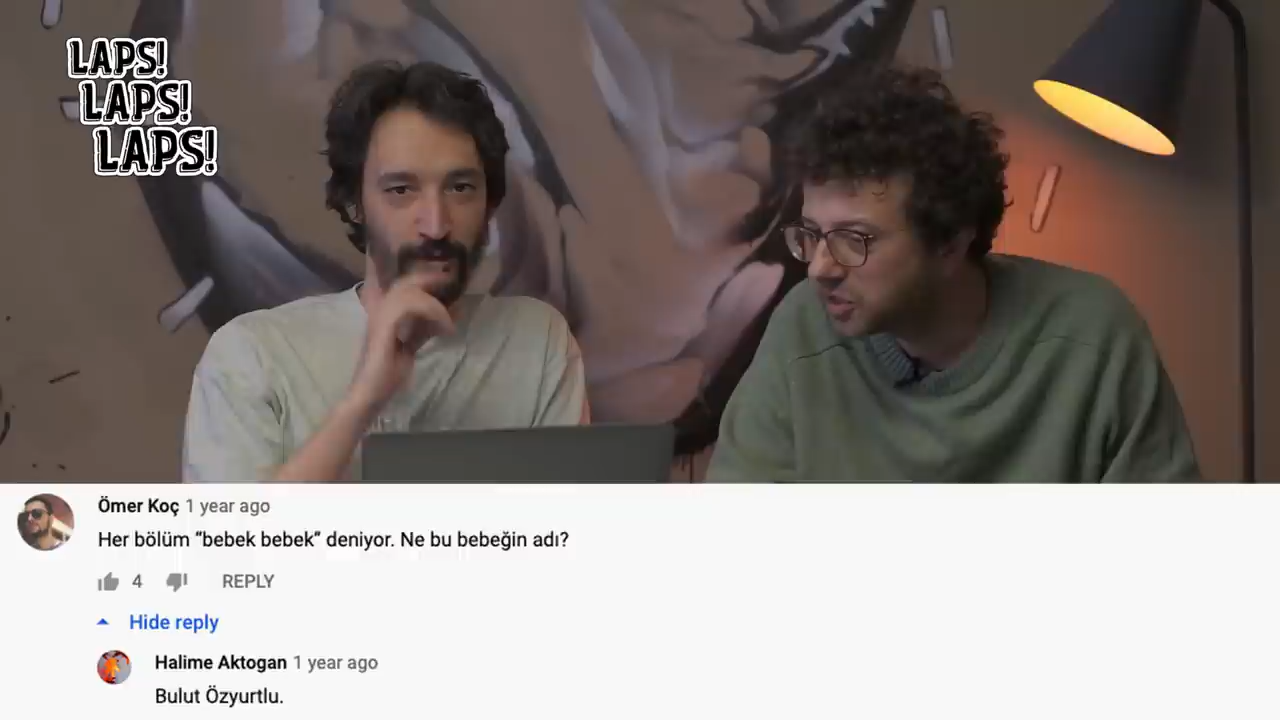 LAPS!
LAPS!
LAPS!
Ömer Koç 1 year ago
Her bölüm “bebek bebek” deniyor. Ne bu bebeğin adı?
4 REPLY
Hide reply
Halime Aktogan 1 year ago
Bulut Özyurtlu.